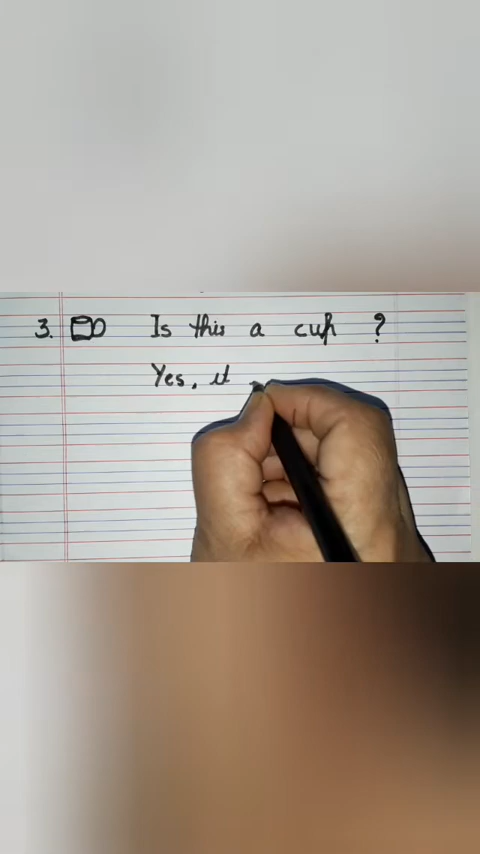 3. Is this a cup ?
Yes, it